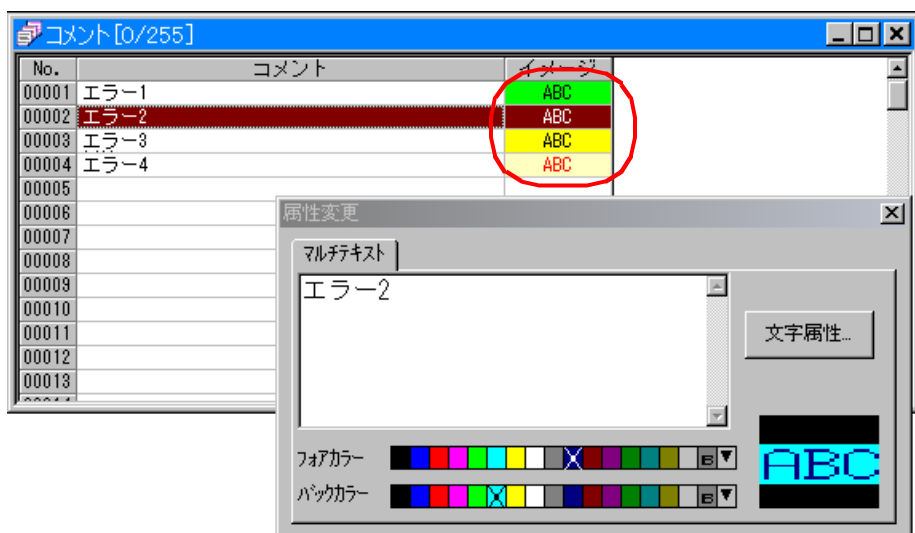 コメント[0/255]
No. コメント イメージ
00001 エラー1 ABC
00002 エラー2 ABC
00003 エラー3 ABC
00004 エラー4 ABC
00005
00006
00007
00008
00009
00010
00011
00012
00013
属性変更
マルチテキスト
エラー2
文字属性...
フォアカラー B
ABC
バックカラー B